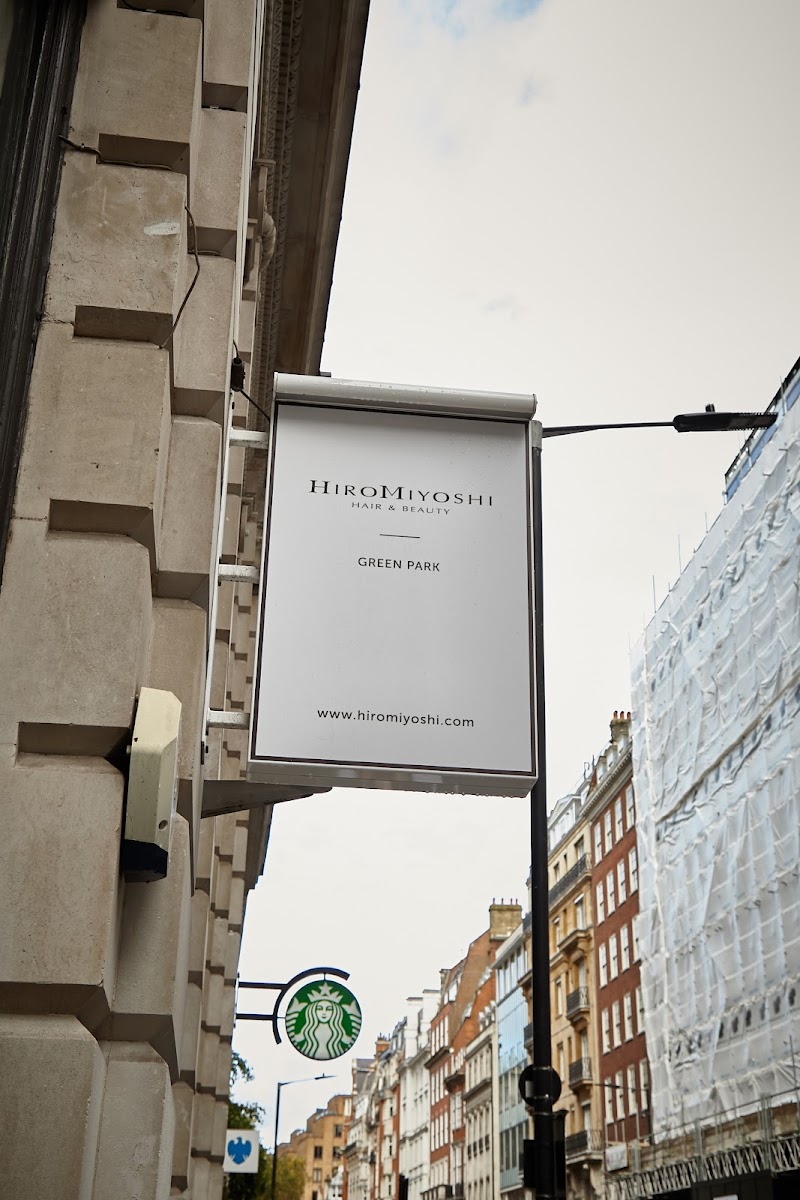 HIROMIYOSHI
HAIR & BEAUTY
GREEN PARK
www.hiromiyoshi.com